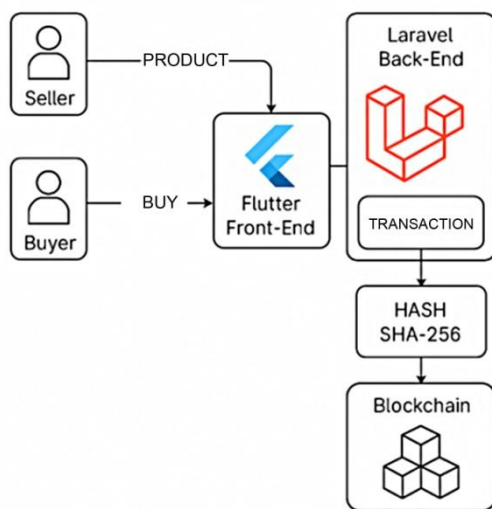 Seller
PRODUCT
Laravel
Back-End
Buyer
BUY
Flutter
Front-End
TRANSACTION
HASH
SHA-256
Blockchain